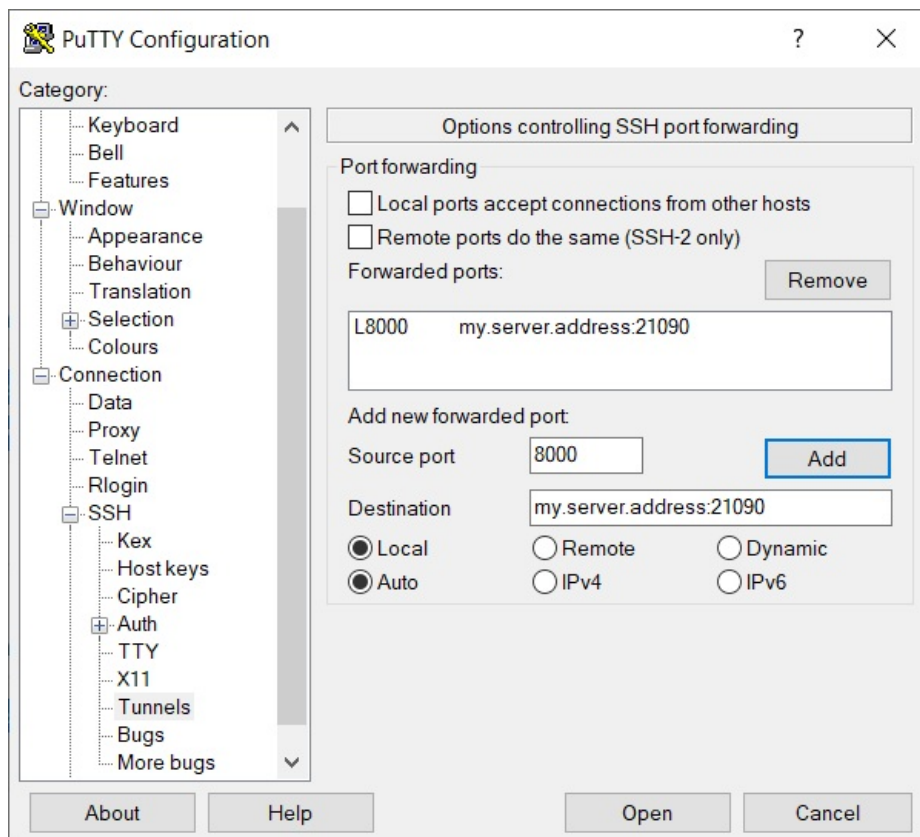 PuTTY Configuration
?
Category:
Keyboard
Bell
Features
Window
Appearance
Behaviour
Translation
Selection
Colours
Connection
Data
Proxy
Telnet
Rlogin
SSH
Kex
Host keys
Cipher
Auth
TTY
X11
Tunnels
Bugs
More bugs
Options controlling SSH port forwarding
Port forwarding
Local ports accept connections from other hosts
Remote ports do the same (SSH-2 only)
Forwarded ports:
Remove
L8000 my.server.address:21090
Add new forwarded port:
Source port 8000 Add
Destination my.server.address:21090
Local Remote Dynamic
Auto IPv4 IPv6
About Help Open Cancel